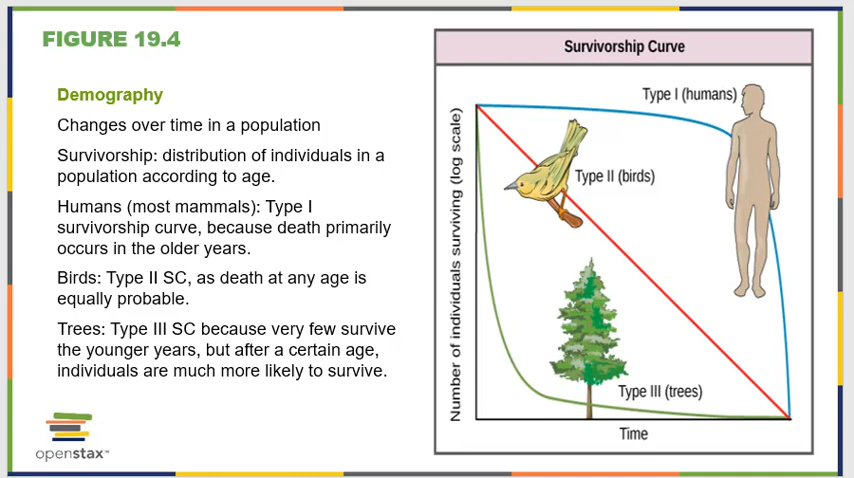 FIGURE 19.4
Demography
Changes over time in a population
Survivorship: distribution of individuals in a
population according to age.
Humans (most mammals): Type I
survivorship curve, because death primarily
occurs in the older years.
Birds: Type II SC, as death at any age is
equally probable.
Trees: Type III SC because very few survive
the younger years, but after a certain age,
individuals are much more likely to survive.
openstax™
Survivorship Curve
Number of individuals surviving (log scale)
Type I (humans)
Type II (birds)
Type III (trees)
Time